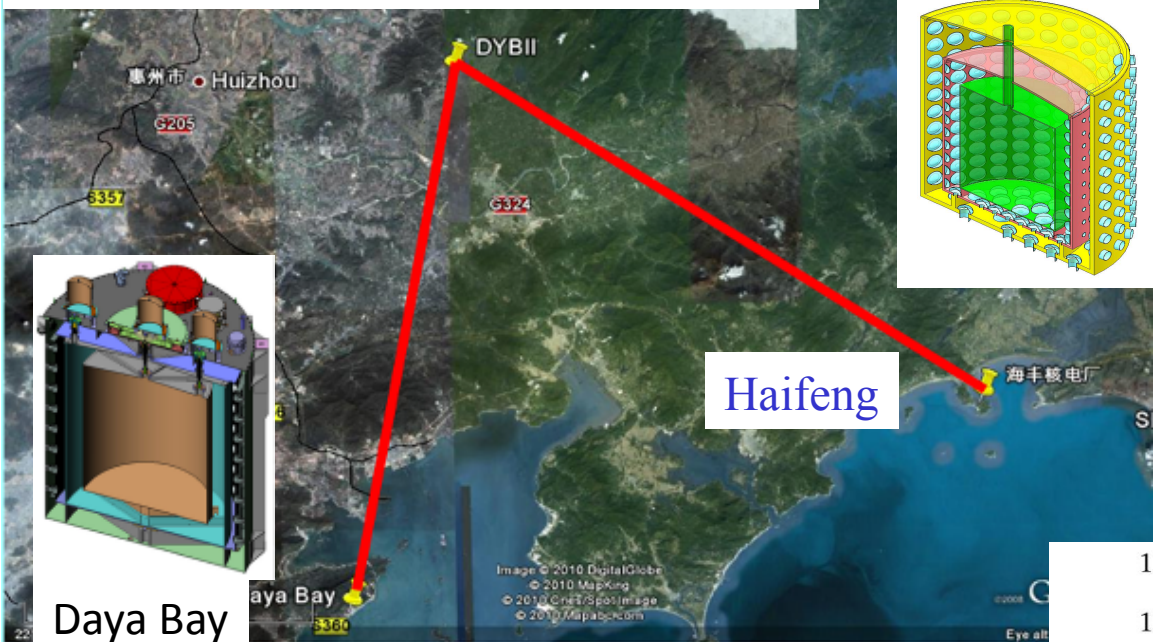 DYBII
惠州市 Huizhou
G205
S357
G324
海丰核电厂
Haifeng
aya Bay
S360
Daya Bay
Image © 2010 DigitalGlobe
© 2010 MapKing
© 2010 Cnes/Spot Image
© 2010 Mapabc.com
22
Eye alt
1
1